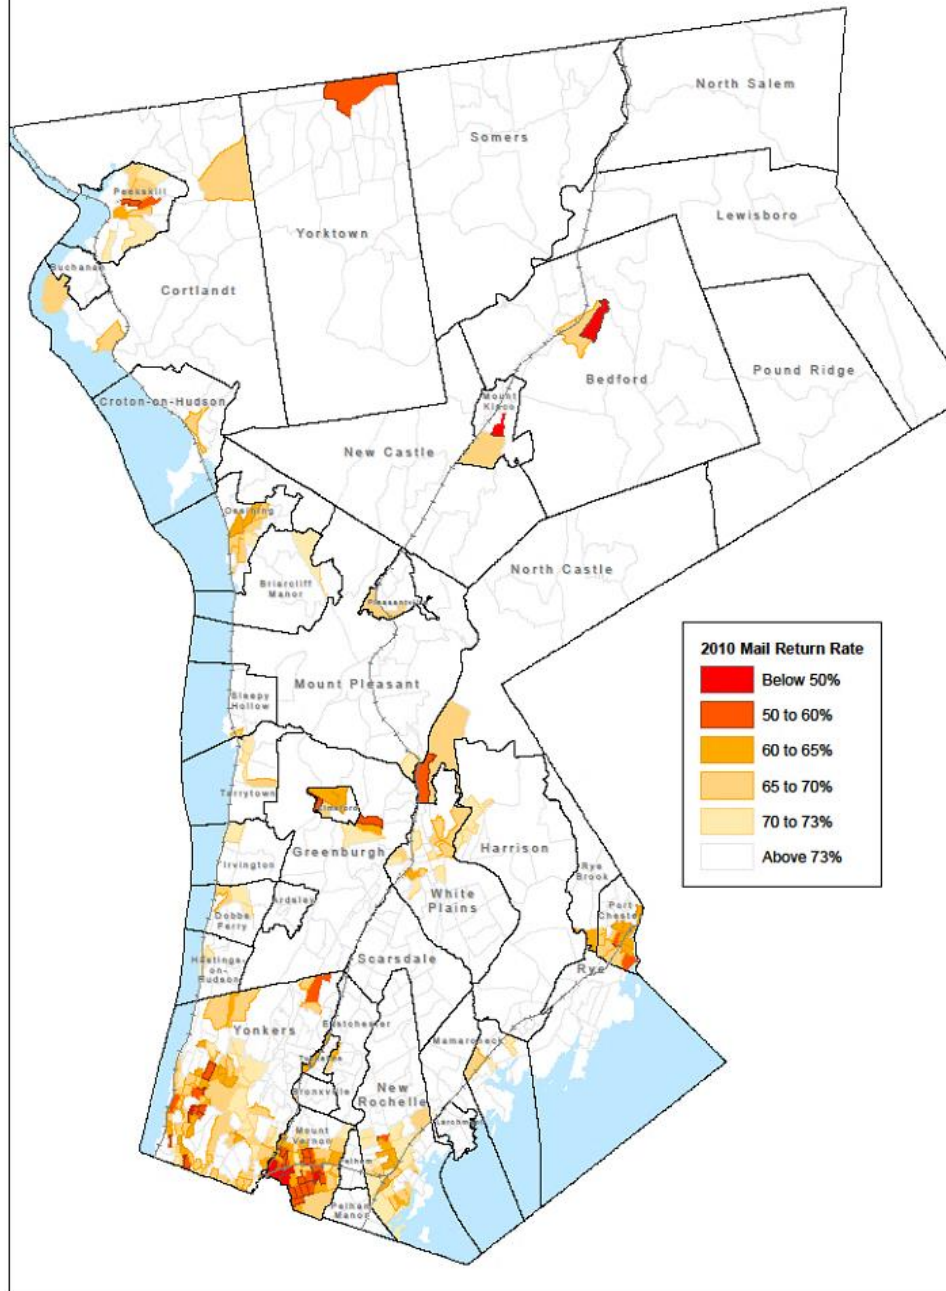 North Salem
Somers
Peekskill
Lewisboro
Yorktown
Buchanan
Cortlandt
Pound Ridge
Bedford
Mount
Kisco
Croton-on-Hudson
New Castle
Ossining
North Castle
Briarcliff
Manor
Pleasantville
2010 Mail Return Rate
Below 50%
50 to 60%
60 to 65%
65 to 70%
70 to 73%
Above 73%
Mount Pleasant
Sleepy
Hollow
Tarrytown
Elmsford
Greenburgh
Harrison
Irvington
Rye
Brook
Ardsley
White
Plains
Port
Chester
Dobbs
Ferry
Scarsdale
Hastings-
on-
Hudson
Rye
Yonkers
Eastchester
Mamaroneck
Tuckahoe
Bronxville
New
Rochelle
Larchmont
Mount
Vernon
Pelham
Pelham
Manor